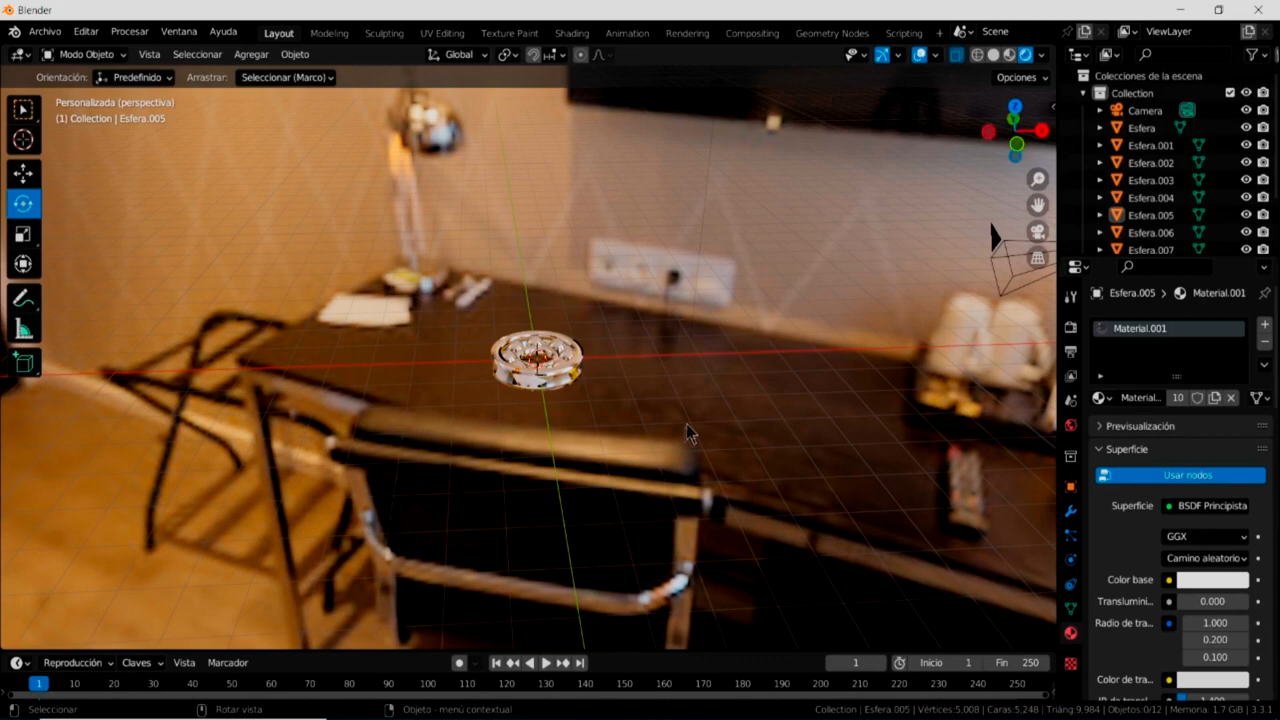 Blender
Archivo Editar Procesar Ventana Ayuda Layout Modeling Sculpting UV Editing Texture Paint Shading Animation Rendering Compositing Geometry Nodes Scripting + Scene ViewLayer
Modo Objeto Vista Seleccionar Agregar Objeto Global
Orientación: Predefinido Arrastrar: Seleccionar (Marco) Opciones
Personalizada (perspectiva)
(1) Collection | Esfera.005
Z
Colecciones de la escena
Collection
Camera
Esfera
Esfera.001
Esfera.002
Esfera.003
Esfera.004
Esfera.005
Esfera.006
Esfera.007
Esfera.005 > Material.001
Material.001
Material... 10
Previsualización
Superficie
Usar nodos
Superficie BSDF Principista
GGX
Camino aleatorio
Color base
Translumini... 0.000
Radio de tra... 1.000
0.200
0.100
Color de tra...
IR de transl... 1.400
Reproducción Claves Vista Marcador 1 Inicio 1 Fin 250
1 10 20 30 40 50 60 70 80 90 100 110 120 130 140 150 160 170 180 190 200 210 220 230 240 250
Seleccionar Rotar vista Objeto - menú contextual Collection | Esfera.005 | Vértices:5,008 | Caras:5,248 | Triáng:9,984 | Objetos:0/12 | Memoria: 1.7 GiB | 3.3.1